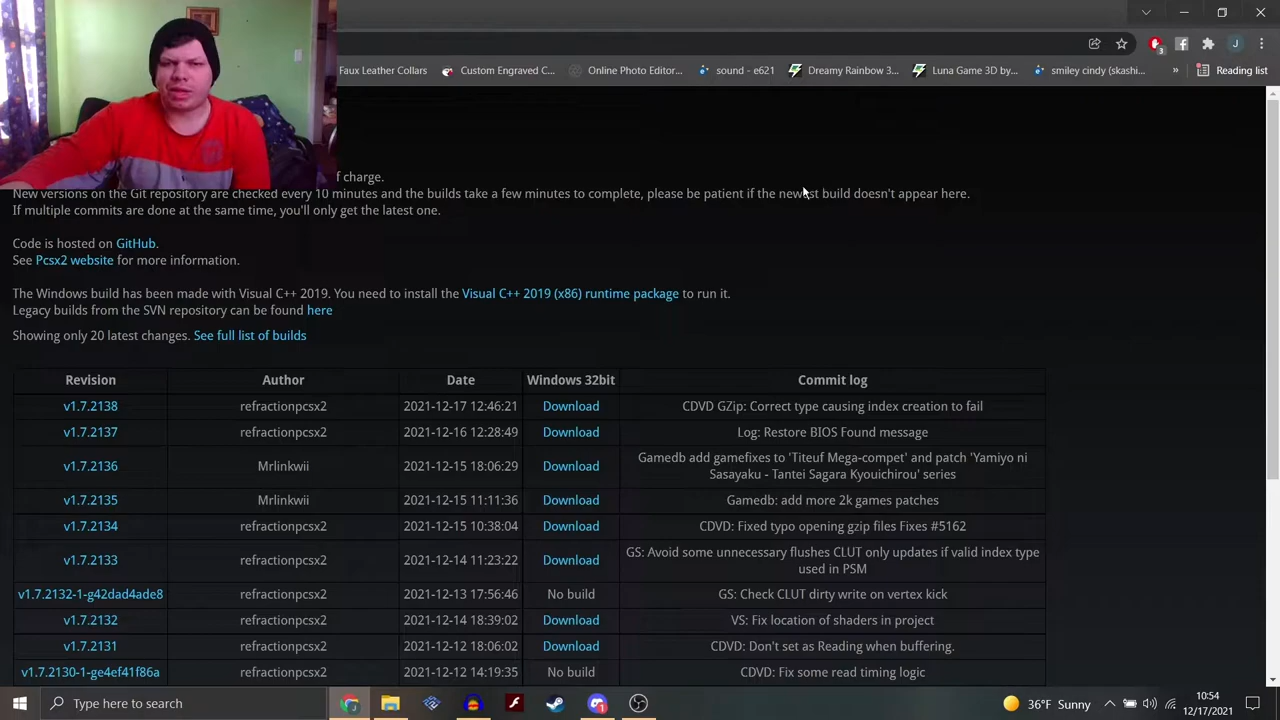 Faux Leather Collars
Custom Engraved C...
Online Photo Editor...
sound - e621
Dreamy Rainbow 3...
Luna Game 3D by...
smiley cindy (skashi...
»
Reading list
f charge.
New versions on the Git repository are checked every 10 minutes and the builds take a few minutes to complete, please be patient if the newest build doesn't appear here.
If multiple commits are done at the same time, you'll only get the latest one.
Code is hosted on GitHub.
See Pcsx2 website for more information.
The Windows build has been made with Visual C++ 2019. You need to install the Visual C++ 2019 (x86) runtime package to run it.
Legacy builds from the SVN repository can be found here
Showing only 20 latest changes. See full list of builds
Revision Author Date Windows 32bit Commit log
v1.7.2138 refractionpcsx2 2021-12-17 12:46:21 Download CDVD GZip: Correct type causing index creation to fail
v1.7.2137 refractionpcsx2 2021-12-16 12:28:49 Download Log: Restore BIOS Found message
v1.7.2136 Mrlinkwii 2021-12-15 18:06:29 Download Gamedb add gamefixes to 'Titeuf Mega-compet' and patch 'Yamiyo ni
Sasayaku - Tantei Sagara Kyouichirou' series
v1.7.2135 Mrlinkwii 2021-12-15 11:11:36 Download Gamedb: add more 2k games patches
v1.7.2134 refractionpcsx2 2021-12-15 10:38:04 Download CDVD: Fixed typo opening gzip files Fixes #5162
v1.7.2133 refractionpcsx2 2021-12-14 11:23:22 Download GS: Avoid some unnecessary flushes CLUT only updates if valid index type
used in PSM
v1.7.2132-1-g42dad4ade8 refractionpcsx2 2021-12-13 17:56:46 No build GS: Check CLUT dirty write on vertex kick
v1.7.2132 refractionpcsx2 2021-12-14 18:39:02 Download VS: Fix location of shaders in project
v1.7.2131 refractionpcsx2 2021-12-12 18:06:02 Download CDVD: Don't set as Reading when buffering.
v1.7.2130-1-ge4ef41f86a refractionpcsx2 2021-12-12 14:19:35 No build CDVD: Fix some read timing logic
Type here to search
36°F Sunny
10:54
12/17/2021